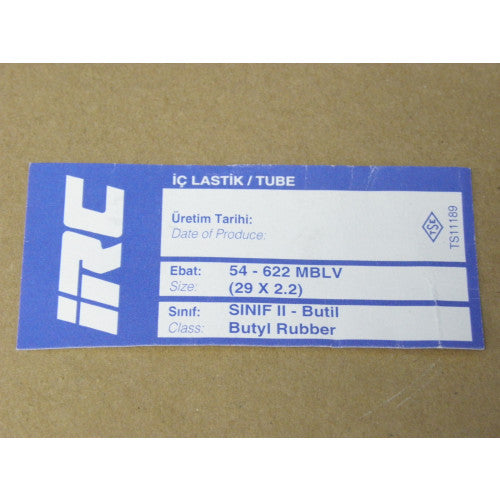 IRC
İÇ LASTİK / TUBE
Üretim Tarihi:
Date of Produce:
TSE
TS11189
Ebat: 54 - 622 MBLV
Size: (29 X 2.2)
Sınıf: SINIF II - Butil
Class: Butyl Rubber